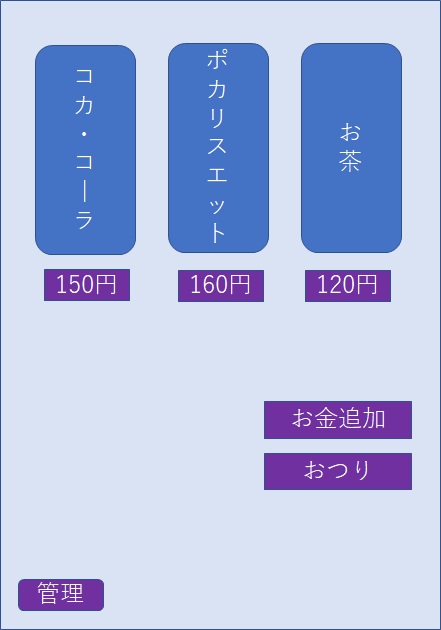 コカ・コーラ
ポカリスエット
お茶
150円
160円
120円
お金追加
おつり
管理